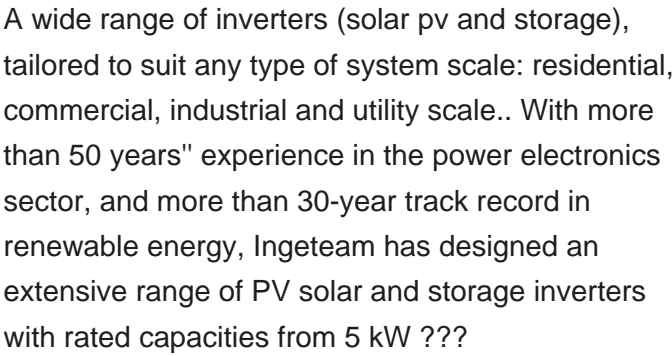 A wide range of inverters (solar pv and storage),
tailored to suit any type of system scale: residential,
commercial, industrial and utility scale.. With more
than 50 years" experience in the power electronics
sector, and more than 30-year track record in
renewable energy, Ingeteam has designed an
extensive range of PV solar and storage inverters
with rated capacities from 5 kW ???